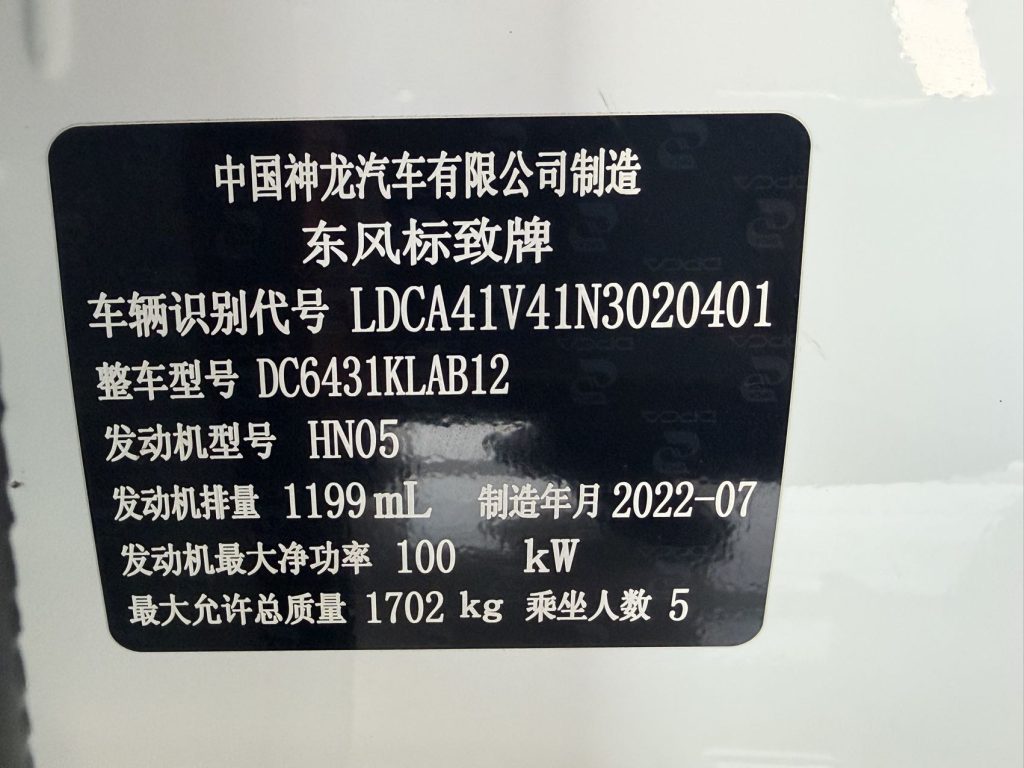 中国神龙汽车有限公司制造
东风标致牌
车辆识别代号 LDCA41V41N3020401
整车型号 DC6431KLAB12
发动机型号 HN05
发动机排量 1199mL 制造年月 2022-07
发动机最大净功率 100 kW
最大允许总质量 1702 kg 乘坐人数 5